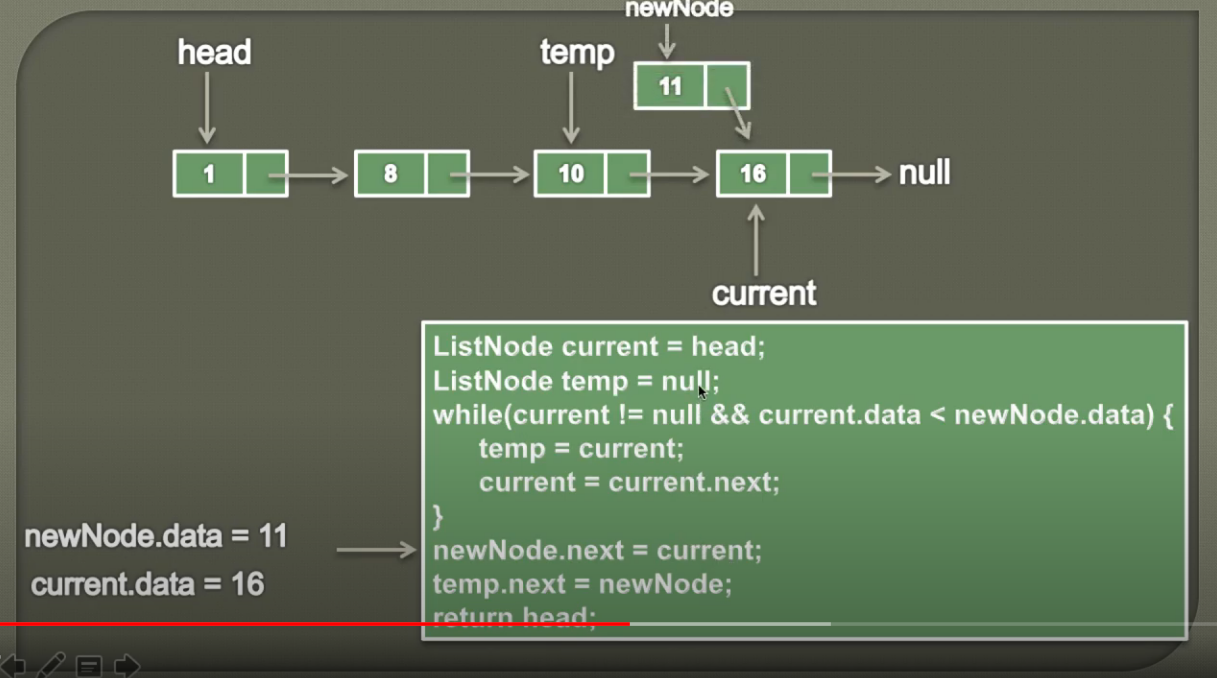 newNode
head
temp
11
1
8
10
16
null
current
ListNode current = head;
ListNode temp = null;
while(current != null && current.data < newNode.data) {
temp = current;
current = current.next;
}
newNode.data = 11
current.data = 16
newNode.next = current;
temp.next = newNode;
return head;